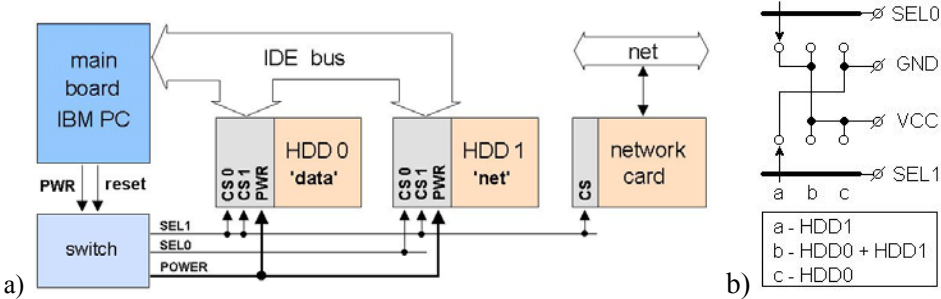 main
board
IBM PC
IDE bus
net
HDD 0
'data'
HDD 1
'net'
network
card
CS 0
CS 1
PWR
CS 0
CS 1
PWR
CS
PWR
reset
switch
SEL1
SEL0
POWER
a)
SEL0
GND
VCC
SEL1
a b c
b)
a - HDD1
b - HDD0 + HDD1
c - HDD0